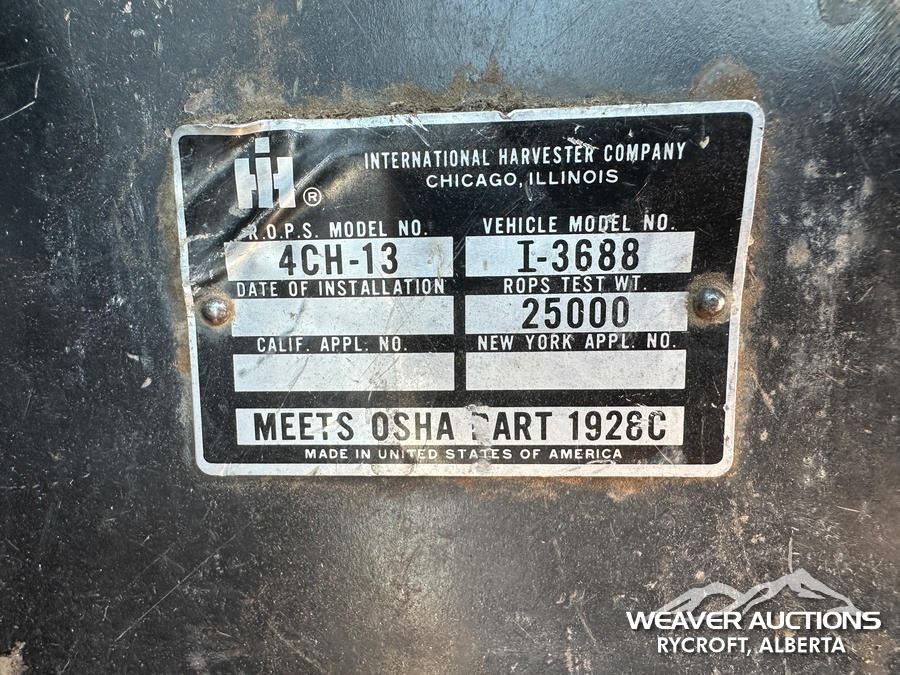 IH ®
INTERNATIONAL HARVESTER COMPANY
CHICAGO, ILLINOIS
R.O.P.S. MODEL NO. VEHICLE MODEL NO.
4CH-13 I-3688
DATE OF INSTALLATION ROPS TEST WT.
25000
CALIF. APPL. NO. NEW YORK APPL. NO.
MEETS OSHA PART 1928C
MADE IN UNITED STATES OF AMERICA
WEAVER AUCTIONS
RYCROFT, ALBERTA